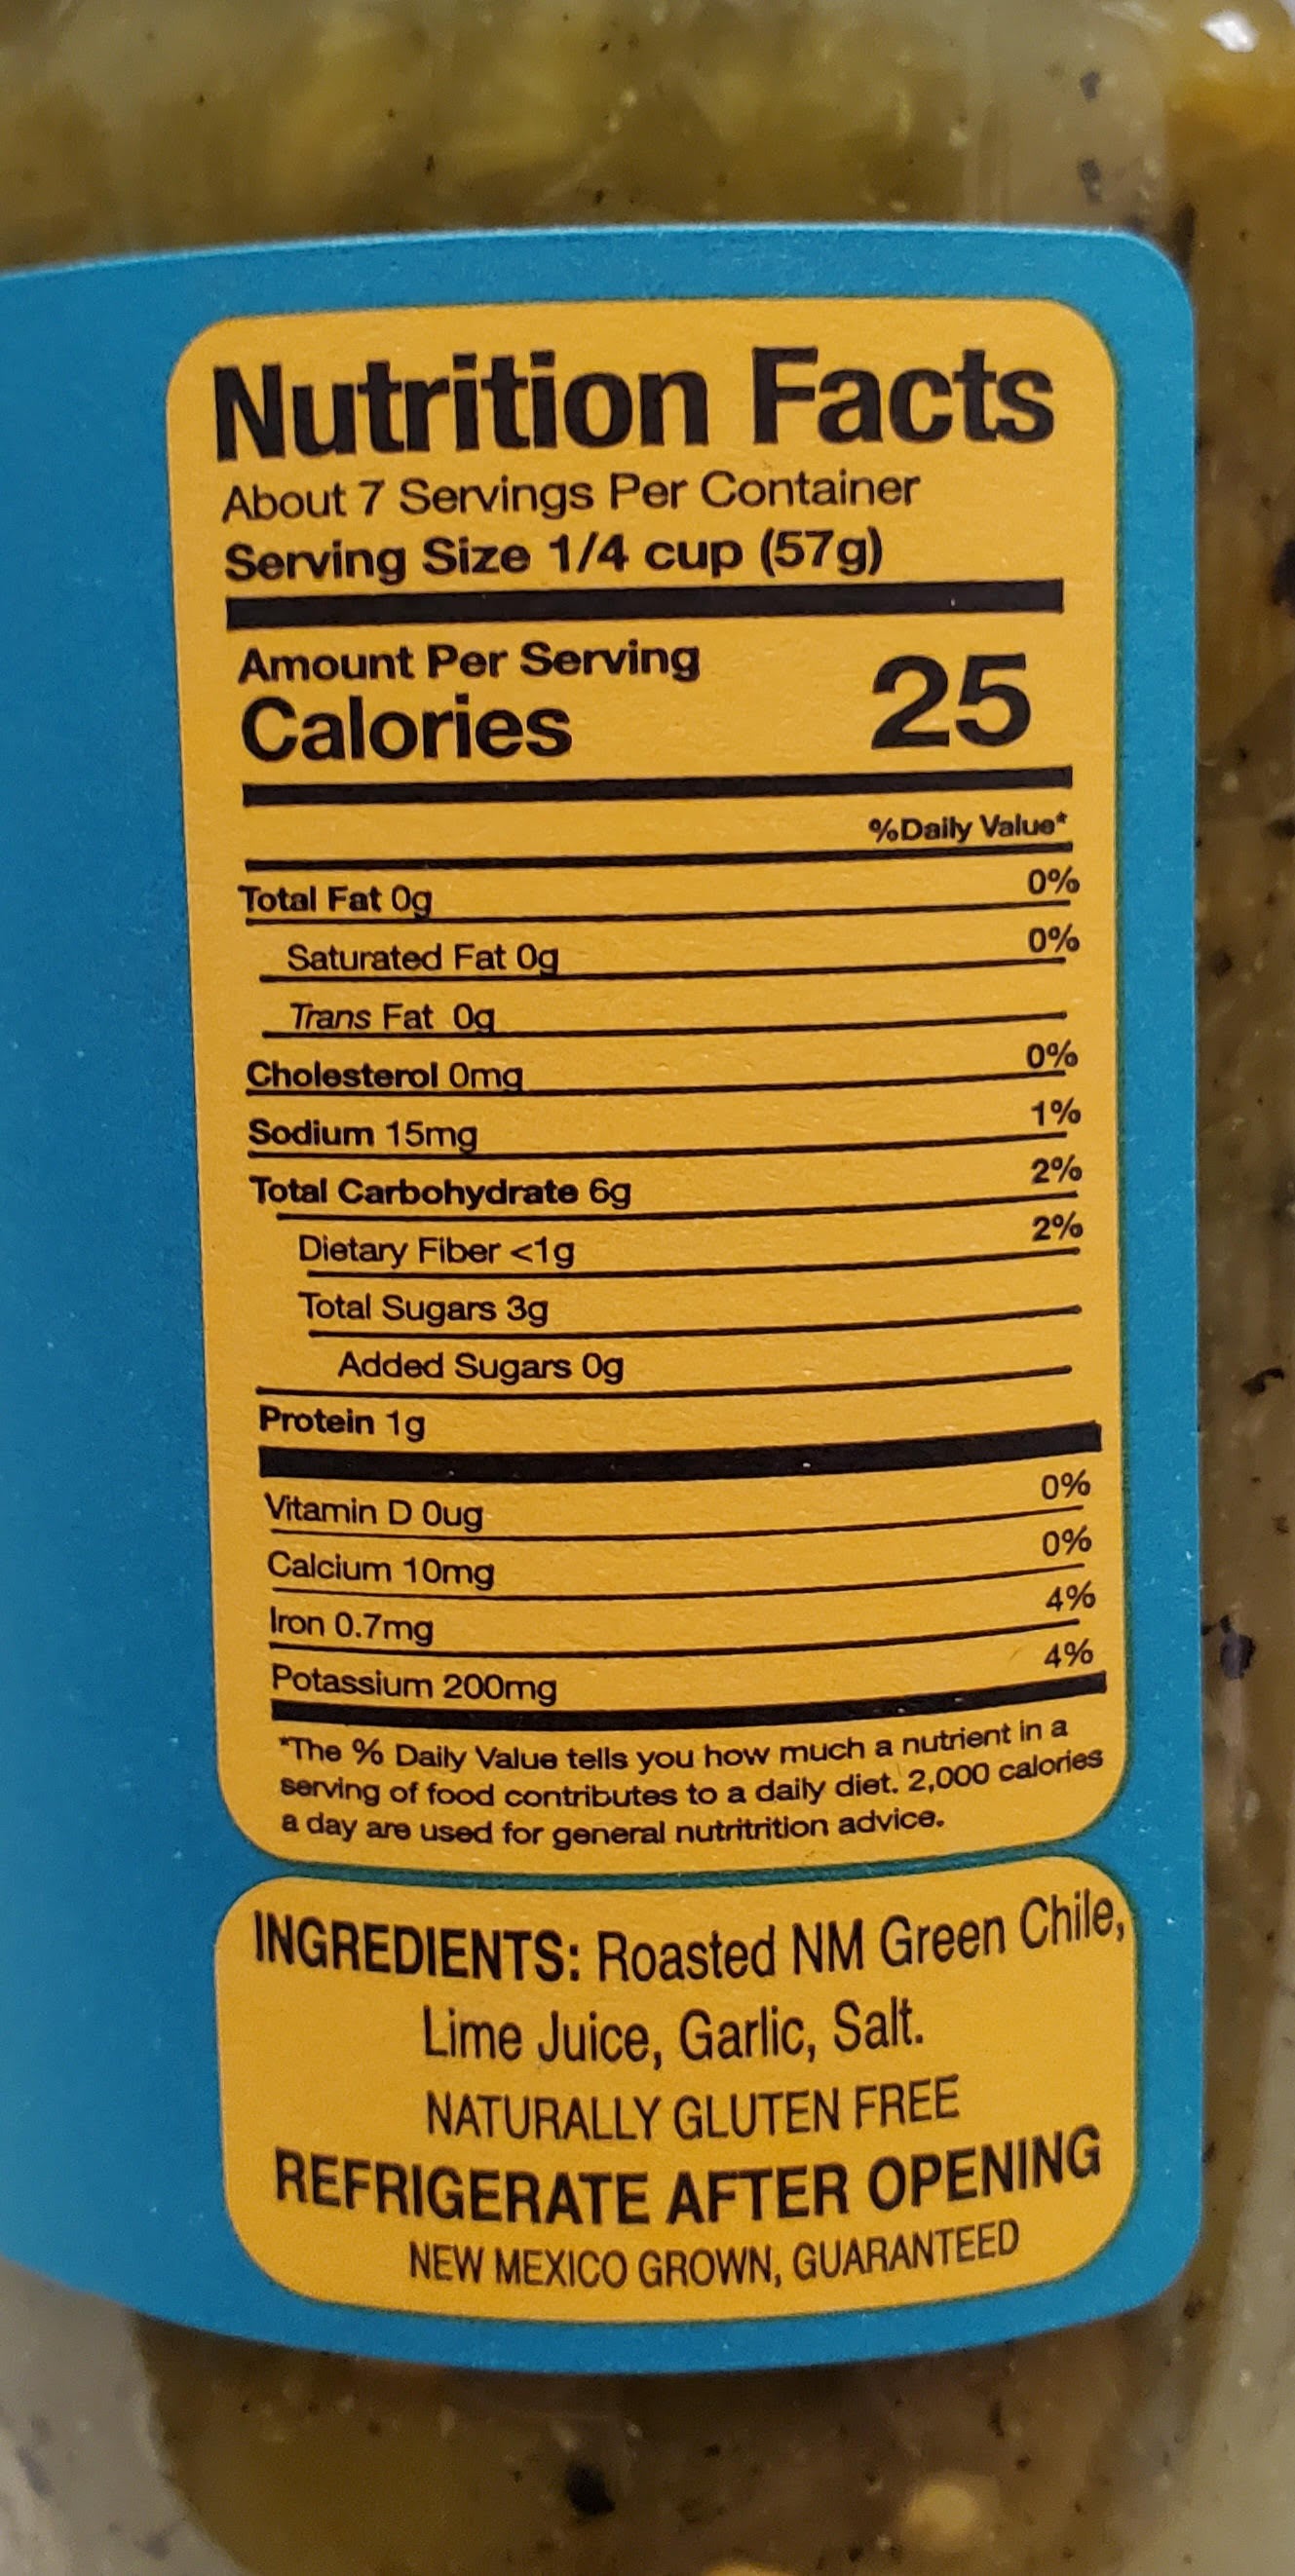 Nutrition Facts
About 7 Servings Per Container
Serving Size 1/4 cup (57g)
Amount Per Serving
Calories 25
%Daily Value*
Total Fat 0g 0%
Saturated Fat 0g 0%
Trans Fat 0g
Cholesterol 0mg 0%
Sodium 15mg 1%
Total Carbohydrate 6g 2%
Dietary Fiber <1g 2%
Total Sugars 3g
Added Sugars 0g
Protein 1g
Vitamin D 0ug 0%
Calcium 10mg 0%
Iron 0.7mg 4%
Potassium 200mg 4%
*The % Daily Value tells you how much a nutrient in a
serving of food contributes to a daily diet. 2,000 calories
a day are used for general nutritrition advice.
INGREDIENTS: Roasted NM Green Chile,
Lime Juice, Garlic, Salt.
NATURALLY GLUTEN FREE
REFRIGERATE AFTER OPENING
NEW MEXICO GROWN, GUARANTEED